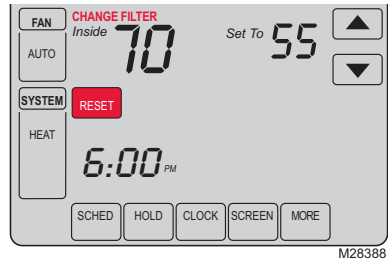 FAN
CHANGE FILTER
Inside 70
Set To 55
AUTO
SYSTEM
RESET
HEAT
6:00 PM
SCHED HOLD CLOCK SCREEN MORE
M28388